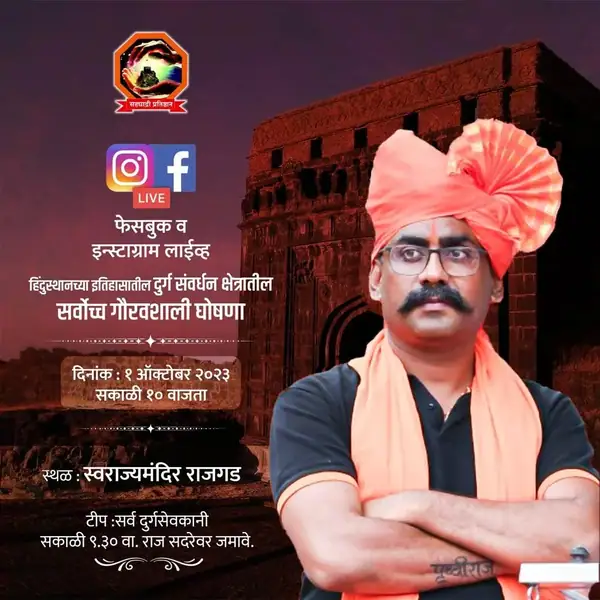 सह्याद्री प्रतिष्ठान
LIVE
फेसबुक व
इन्स्टाग्राम लाईव्ह
हिंदुस्थानच्या इतिहासातील दुर्ग संवर्धन क्षेत्रातील
सर्वोच्च गौरवशाली घोषणा
दिनांक : १ ऑक्टोबर २०२३
सकाळी १० वाजता
स्थळ : स्वराज्यमंदिर राजगड
टीप :सर्व दुर्गसेवकानी
सकाळी ९.३० वा. राज सदरेवर जमावे.
पृथ्वीराज